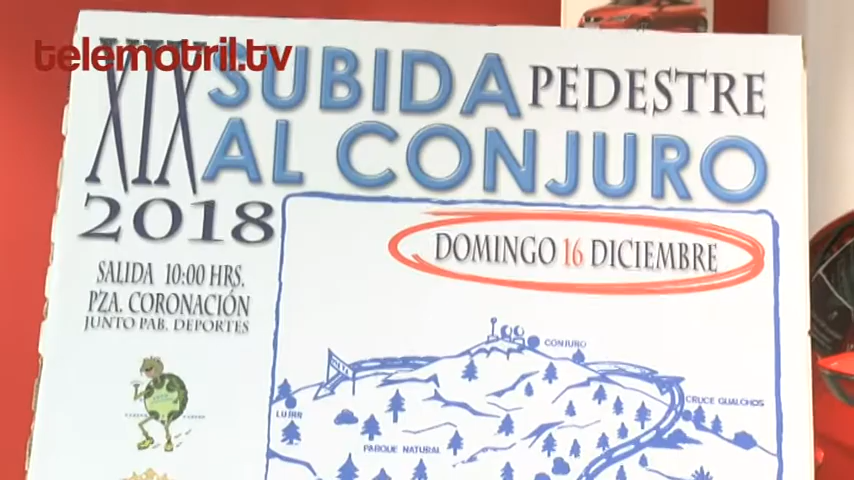 telemotril.tv
XIX SUBIDA PEDESTRE
AL CONJURO
2018
DOMINGO 16 DICIEMBRE
SALIDA 10:00 HRS.
PZA. CORONACIÓN
JUNTO PAB. DEPORTES
CONJURO
META
LUJAR
CRUCE GUALCHOS
PARQUE NATURAL